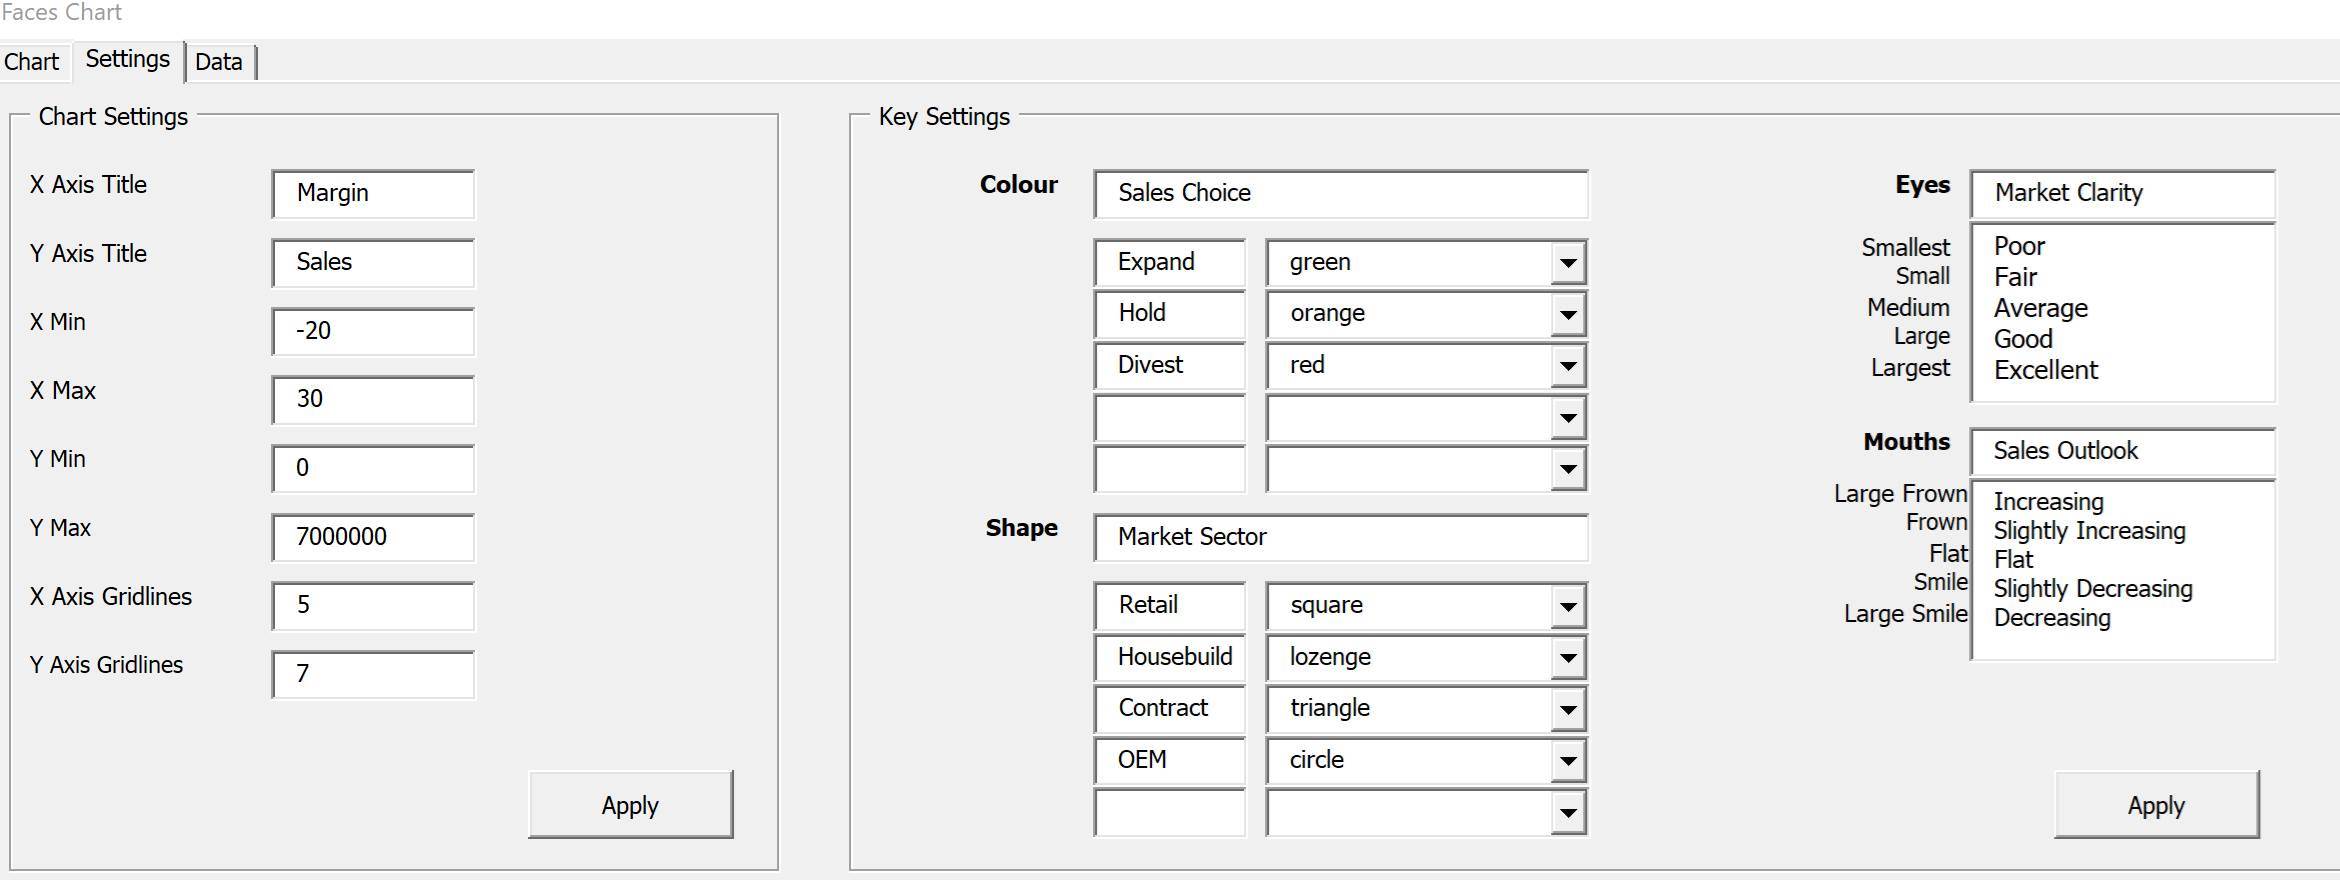 Faces Chart
Chart Settings Data
Chart Settings
X Axis Title Margin
Y Axis Title Sales
X Min -20
X Max 30
Y Min 0
Y Max 7000000
X Axis Gridlines 5
Y Axis Gridlines 7
Apply
Key Settings
Colour Sales Choice
Expand green
Hold orange
Divest red
Shape Market Sector
Retail square
Housebuild lozenge
Contract triangle
OEM circle
Eyes Market Clarity
Smallest Poor
Small Fair
Medium Average
Large Good
Largest Excellent
Mouths Sales Outlook
Large Frown Increasing
Frown Slightly Increasing
Flat Flat
Smile Slightly Decreasing
Large Smile Decreasing
Apply